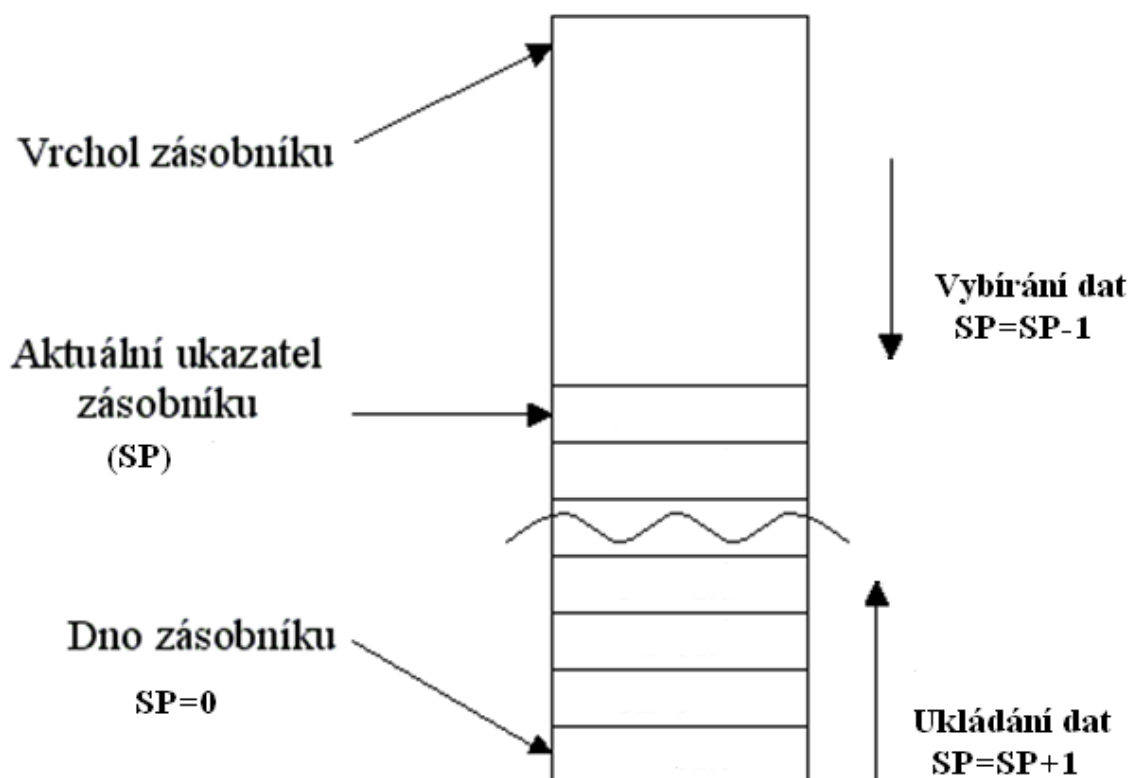 Vrchol zásobníku
Vybírání dat
SP=SP-1
Aktuální ukazatel
zásobníku
(SP)
Dno zásobníku
SP=0
Ukládání dat
SP=SP+1